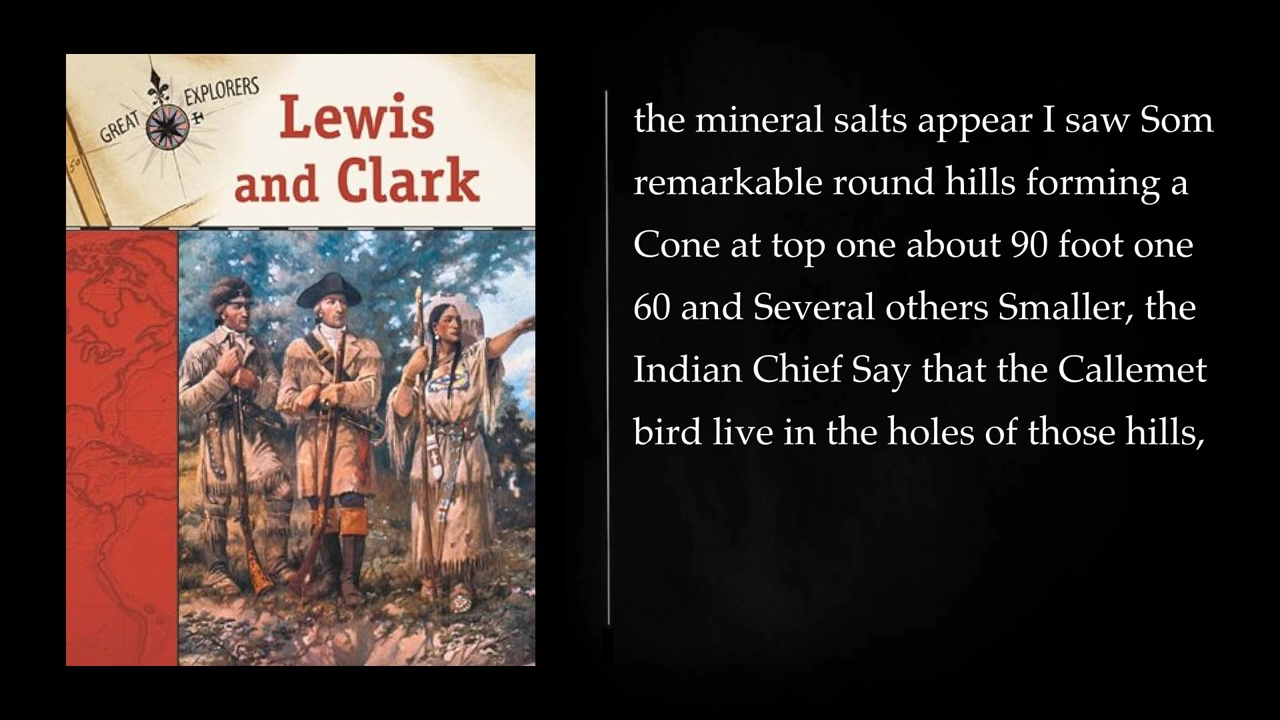 GREAT EXPLORERS
Lewis
and Clark
the mineral salts appear I saw Som
remarkable round hills forming a
Cone at top one about 90 foot one
60 and Several others Smaller, the
Indian Chief Say that the Callemet
bird live in the holes of those hills,